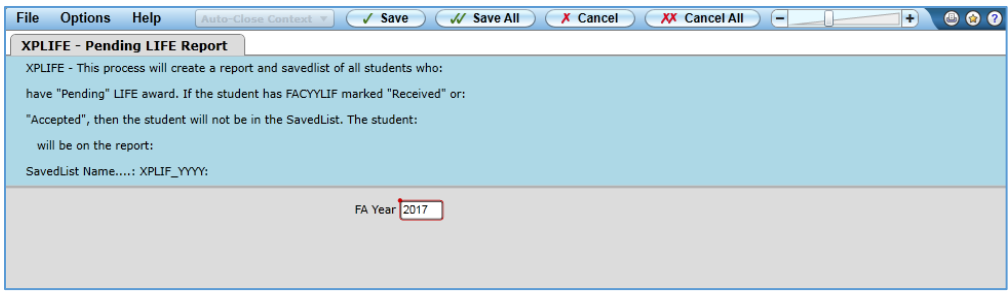 File Options Help Auto-Close Context Save Save All Cancel Cancel All
XPLIFE - Pending LIFE Report
XPLIFE - This process will create a report and savedlist of all students who:
have "Pending" LIFE award. If the student has FACYYLIF marked "Received" or:
"Accepted", then the student will not be in the SavedList. The student:
will be on the report:
SavedList Name....: XPLIF_YYYY:
FA Year 2017